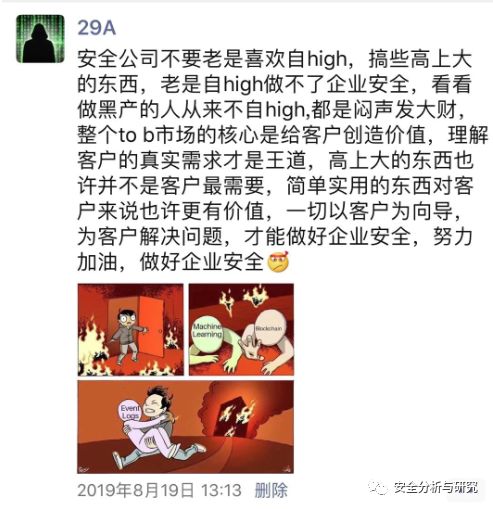 29A
安全公司不要老是喜欢自high，搞些高上大
的东西，老是自high做不了企业安全，看看
做黑产的人从来不自high,都是闷声发大财，
整个to b市场的核心是给客户创造价值，理解
客户的真实需求才是王道，高上大的东西也
许并不是客户最需要，简单实用的东西对客
户来说也许更有价值，一切以客户为向导，
为客户解决问题，才能做好企业安全，努力
加油，做好企业安全
Machine
Learning
Blockchain
Event
Logs
2019年8月19日 13:13 删除
安全分析与研究